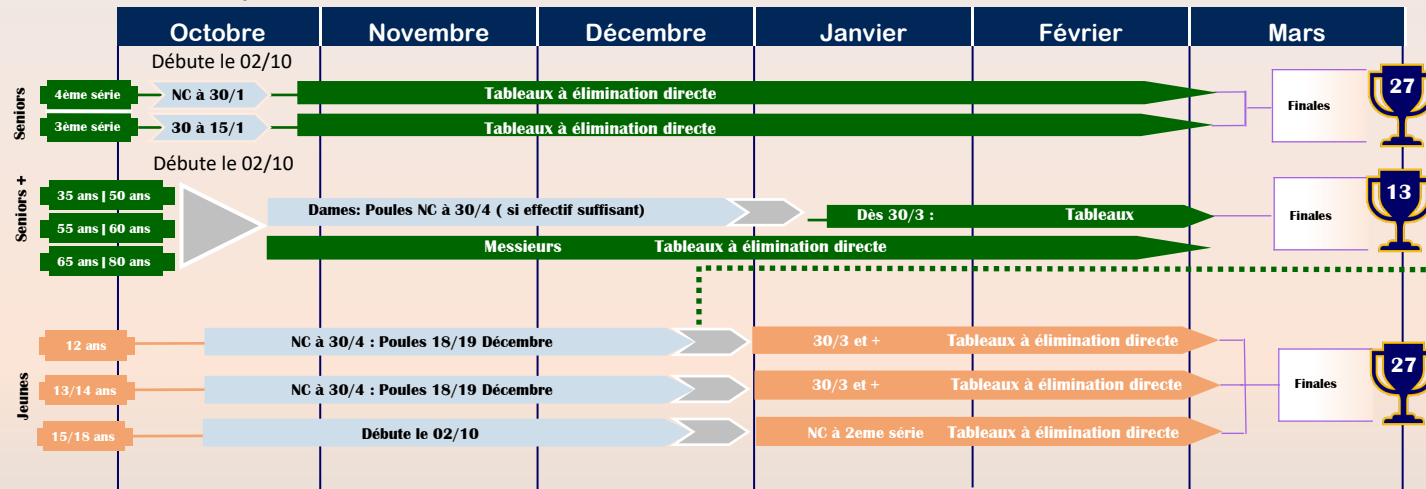 Octobre
Novembre
Décembre
Janvier
Février
Mars
Débute le 02/10
Seniors
4ème série
NC à 30/1
Tableaux à élimination directe
3ème série
30 à 15/1
Tableaux à élimination directe
Finales
27
Débute le 02/10
Seniors +
35 ans | 50 ans
55 ans | 60 ans
65 ans | 80 ans
Dames: Poules NC à 30/4 ( si effectif suffisant)
Dès 30/3 : Tableaux
Messieurs Tableaux à élimination directe
Finales
13
Jeunes
12 ans
NC à 30/4 : Poules 18/19 Décembre
30/3 et + Tableaux à élimination directe
13/14 ans
NC à 30/4 : Poules 18/19 Décembre
30/3 et + Tableaux à élimination directe
15/18 ans
Débute le 02/10
NC à 2eme série Tableaux à élimination directe
Finales
27